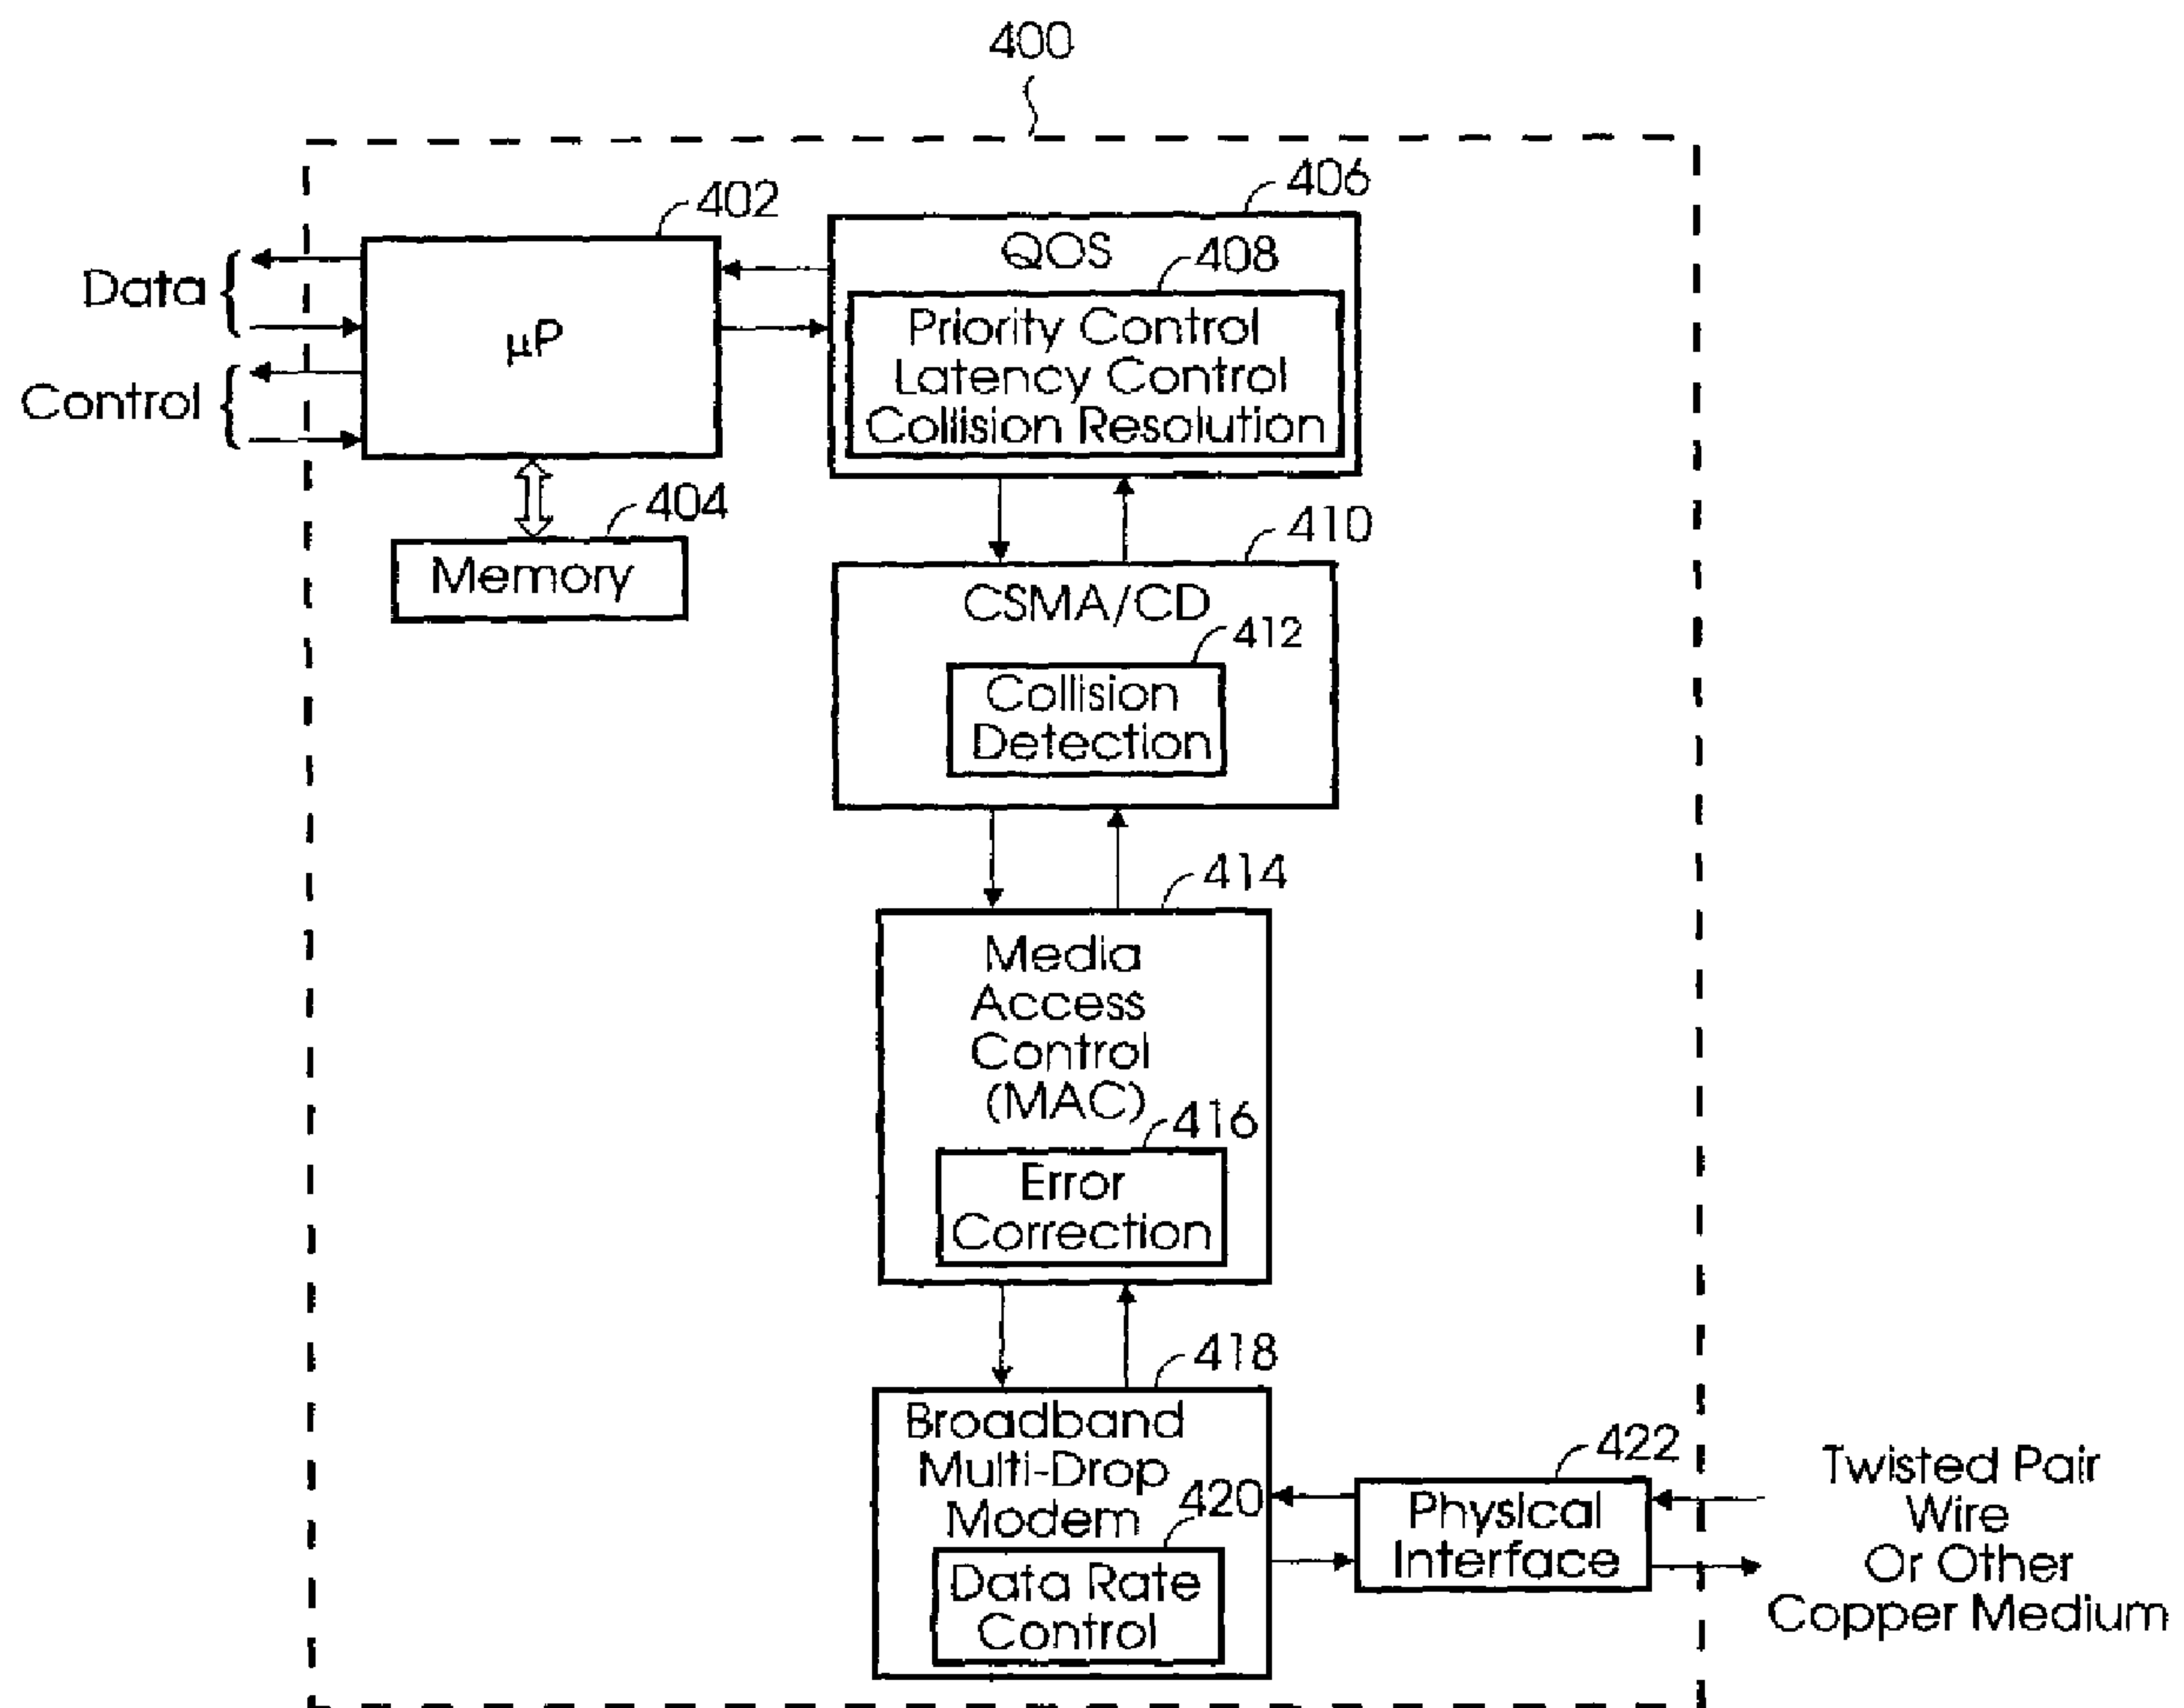 400
402
406
Data
μP
QOS
408
Priority Control
Latency Control
Collision Resolution
Control
404
Memory
410
CSMA/CD
412
Collision
Detection
414
Media
Access
Control
(MAC)
416
Error
Correction
418
Broadband
Multi-Drop
Modem
420
Data Rate
Control
422
Physical
Interface
Twisted Pair
Wire
Or Other
Copper Medium